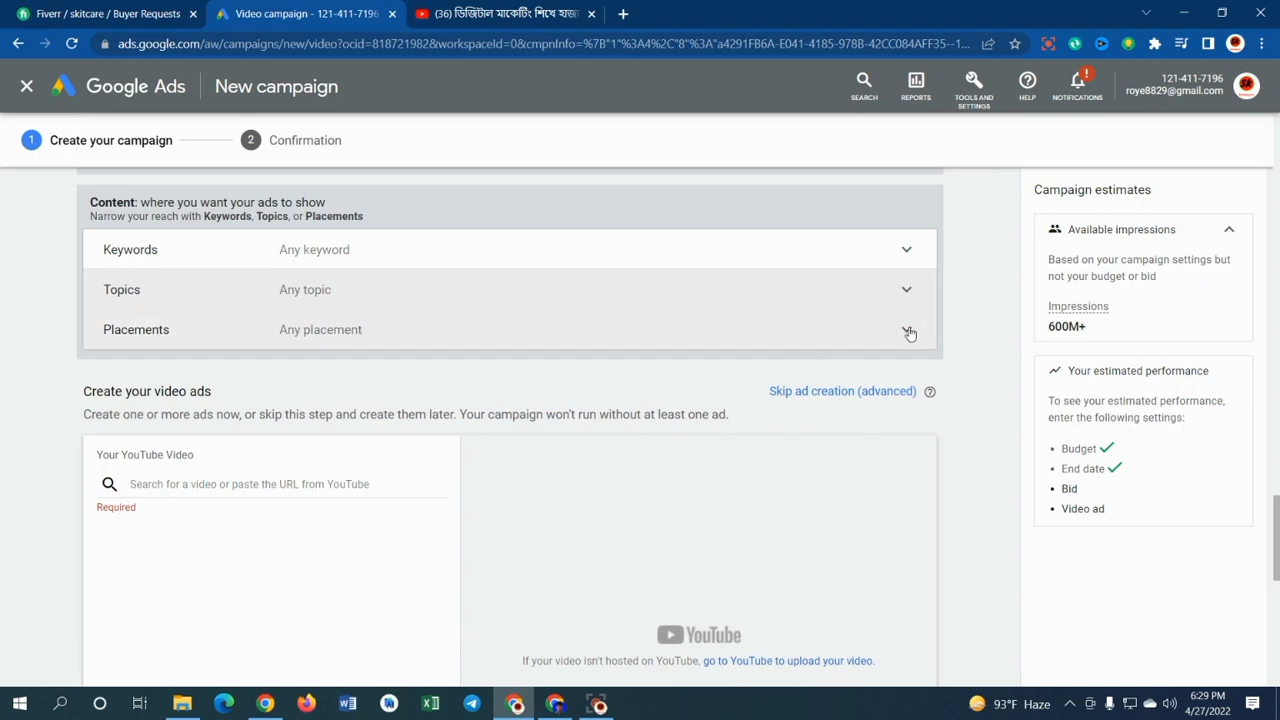 Fiverr / skitcare / Buyer Requests
Video campaign - 121-411-7196
(36) ডিজিটাল মার্কেটিং শিখে হাজা
ads.google.com/aw/campaigns/new/video?ocid=818721982&workspaceId=0&cmpnInfo=%7B"1"%3A4%2C"8"%3A"a4291FB6A-E041-4185-978B-42CC084AFF35--1...
Google Ads
New campaign
SEARCH
REPORTS
TOOLS AND
SETTINGS
HELP
!
NOTIFICATIONS
121-411-7196
roye8829@gmail.com
1 Create your campaign
2 Confirmation
Content: where you want your ads to show
Narrow your reach with Keywords, Topics, or Placements
Keywords Any keyword
Topics Any topic
Placements Any placement
Create your video ads
Skip ad creation (advanced)
Create one or more ads now, or skip this step and create them later. Your campaign won't run without at least one ad.
Your YouTube Video
Search for a video or paste the URL from YouTube
Required
YouTube
If your video isn't hosted on YouTube, go to YouTube to upload your video.
Campaign estimates
Available impressions
Based on your campaign settings but
not your budget or bid
Impressions
600M+
Your estimated performance
To see your estimated performance,
enter the following settings:
• Budget
• End date
• Bid
• Video ad
93°F Haze
6:29 PM
4/27/2022